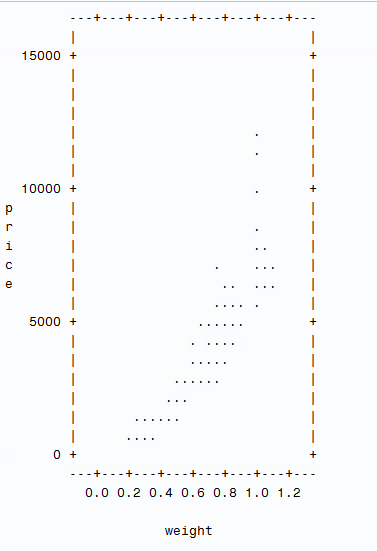 ---+---+---+---+---+---+---+---
|
15000 + +
| |
| |
| |
| . |
| . |
| |
10000 + . +
p | |
r | . |
i | .. |
c | . ... |
e | .. ... |
| .... . |
5000 + ...... +
| . .... |
| ..... |
| ...... |
| ... |
| ...... |
| .... |
0 + +
---+---+---+---+---+---+---+---
0.0 0.2 0.4 0.6 0.8 1.0 1.2
weight